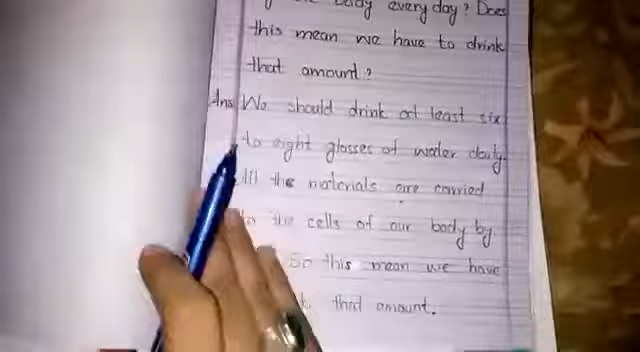 body every day? Does
this mean we have to drink
that amount?
Ans We should drink at least six
to eight glasses of water daily.
All the materials are carried
to the cells of our body by
So this mean we have
that amount.